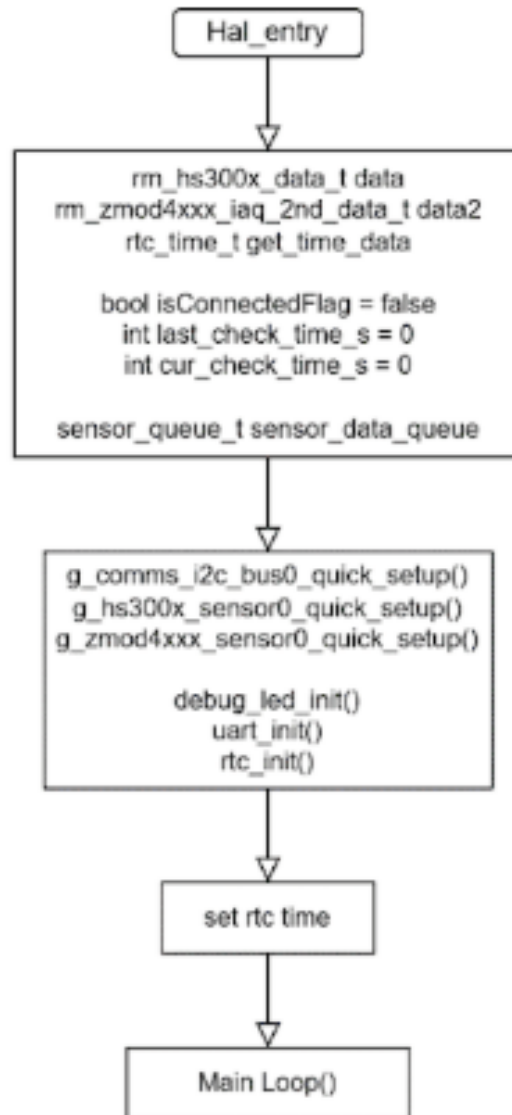 Hal_entry
rm_hs300x_data_t data
rm_zmod4xxx_iaq_2nd_data_t data2
rtc_time_t get_time_data
bool isConnectedFlag = false
int last_check_time_s = 0
int cur_check_time_s = 0
sensor_queue_t sensor_data_queue
g_comms_i2c_bus0_quick_setup()
g_hs300x_sensor0_quick_setup()
g_zmod4xxx_sensor0_quick_setup()
debug_led_init()
uart_init()
rtc_init()
set rtc time
Main Loop()